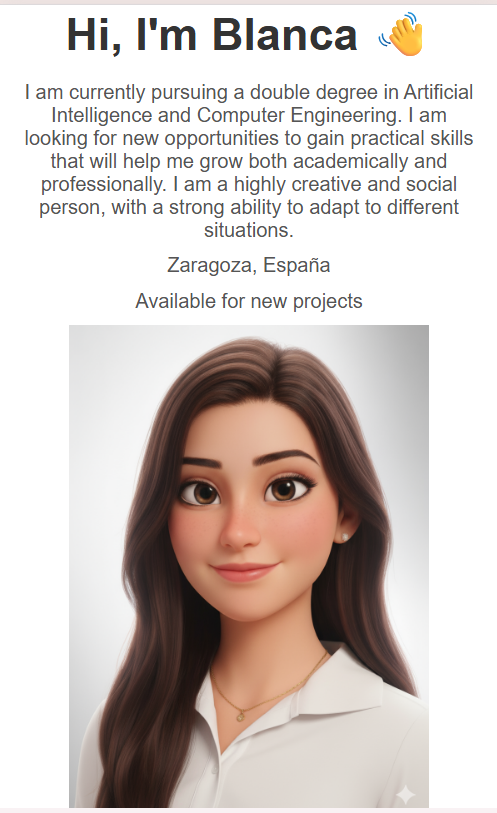 Hi, I'm Blanca 👋
I am currently pursuing a double degree in Artificial
Intelligence and Computer Engineering. I am
looking for new opportunities to gain practical skills
that will help me grow both academically and
professionally. I am a highly creative and social
person, with a strong ability to adapt to different
situations.
Zaragoza, España
Available for new projects